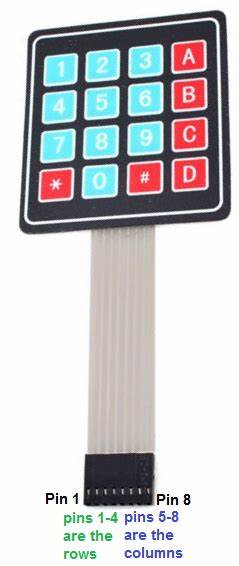 1 2 3 A
4 5 6 B
7 8 9 C
* 0 # D
Pin 1 Pin 8
pins 1-4 pins 5-8
are the are the
rows columns